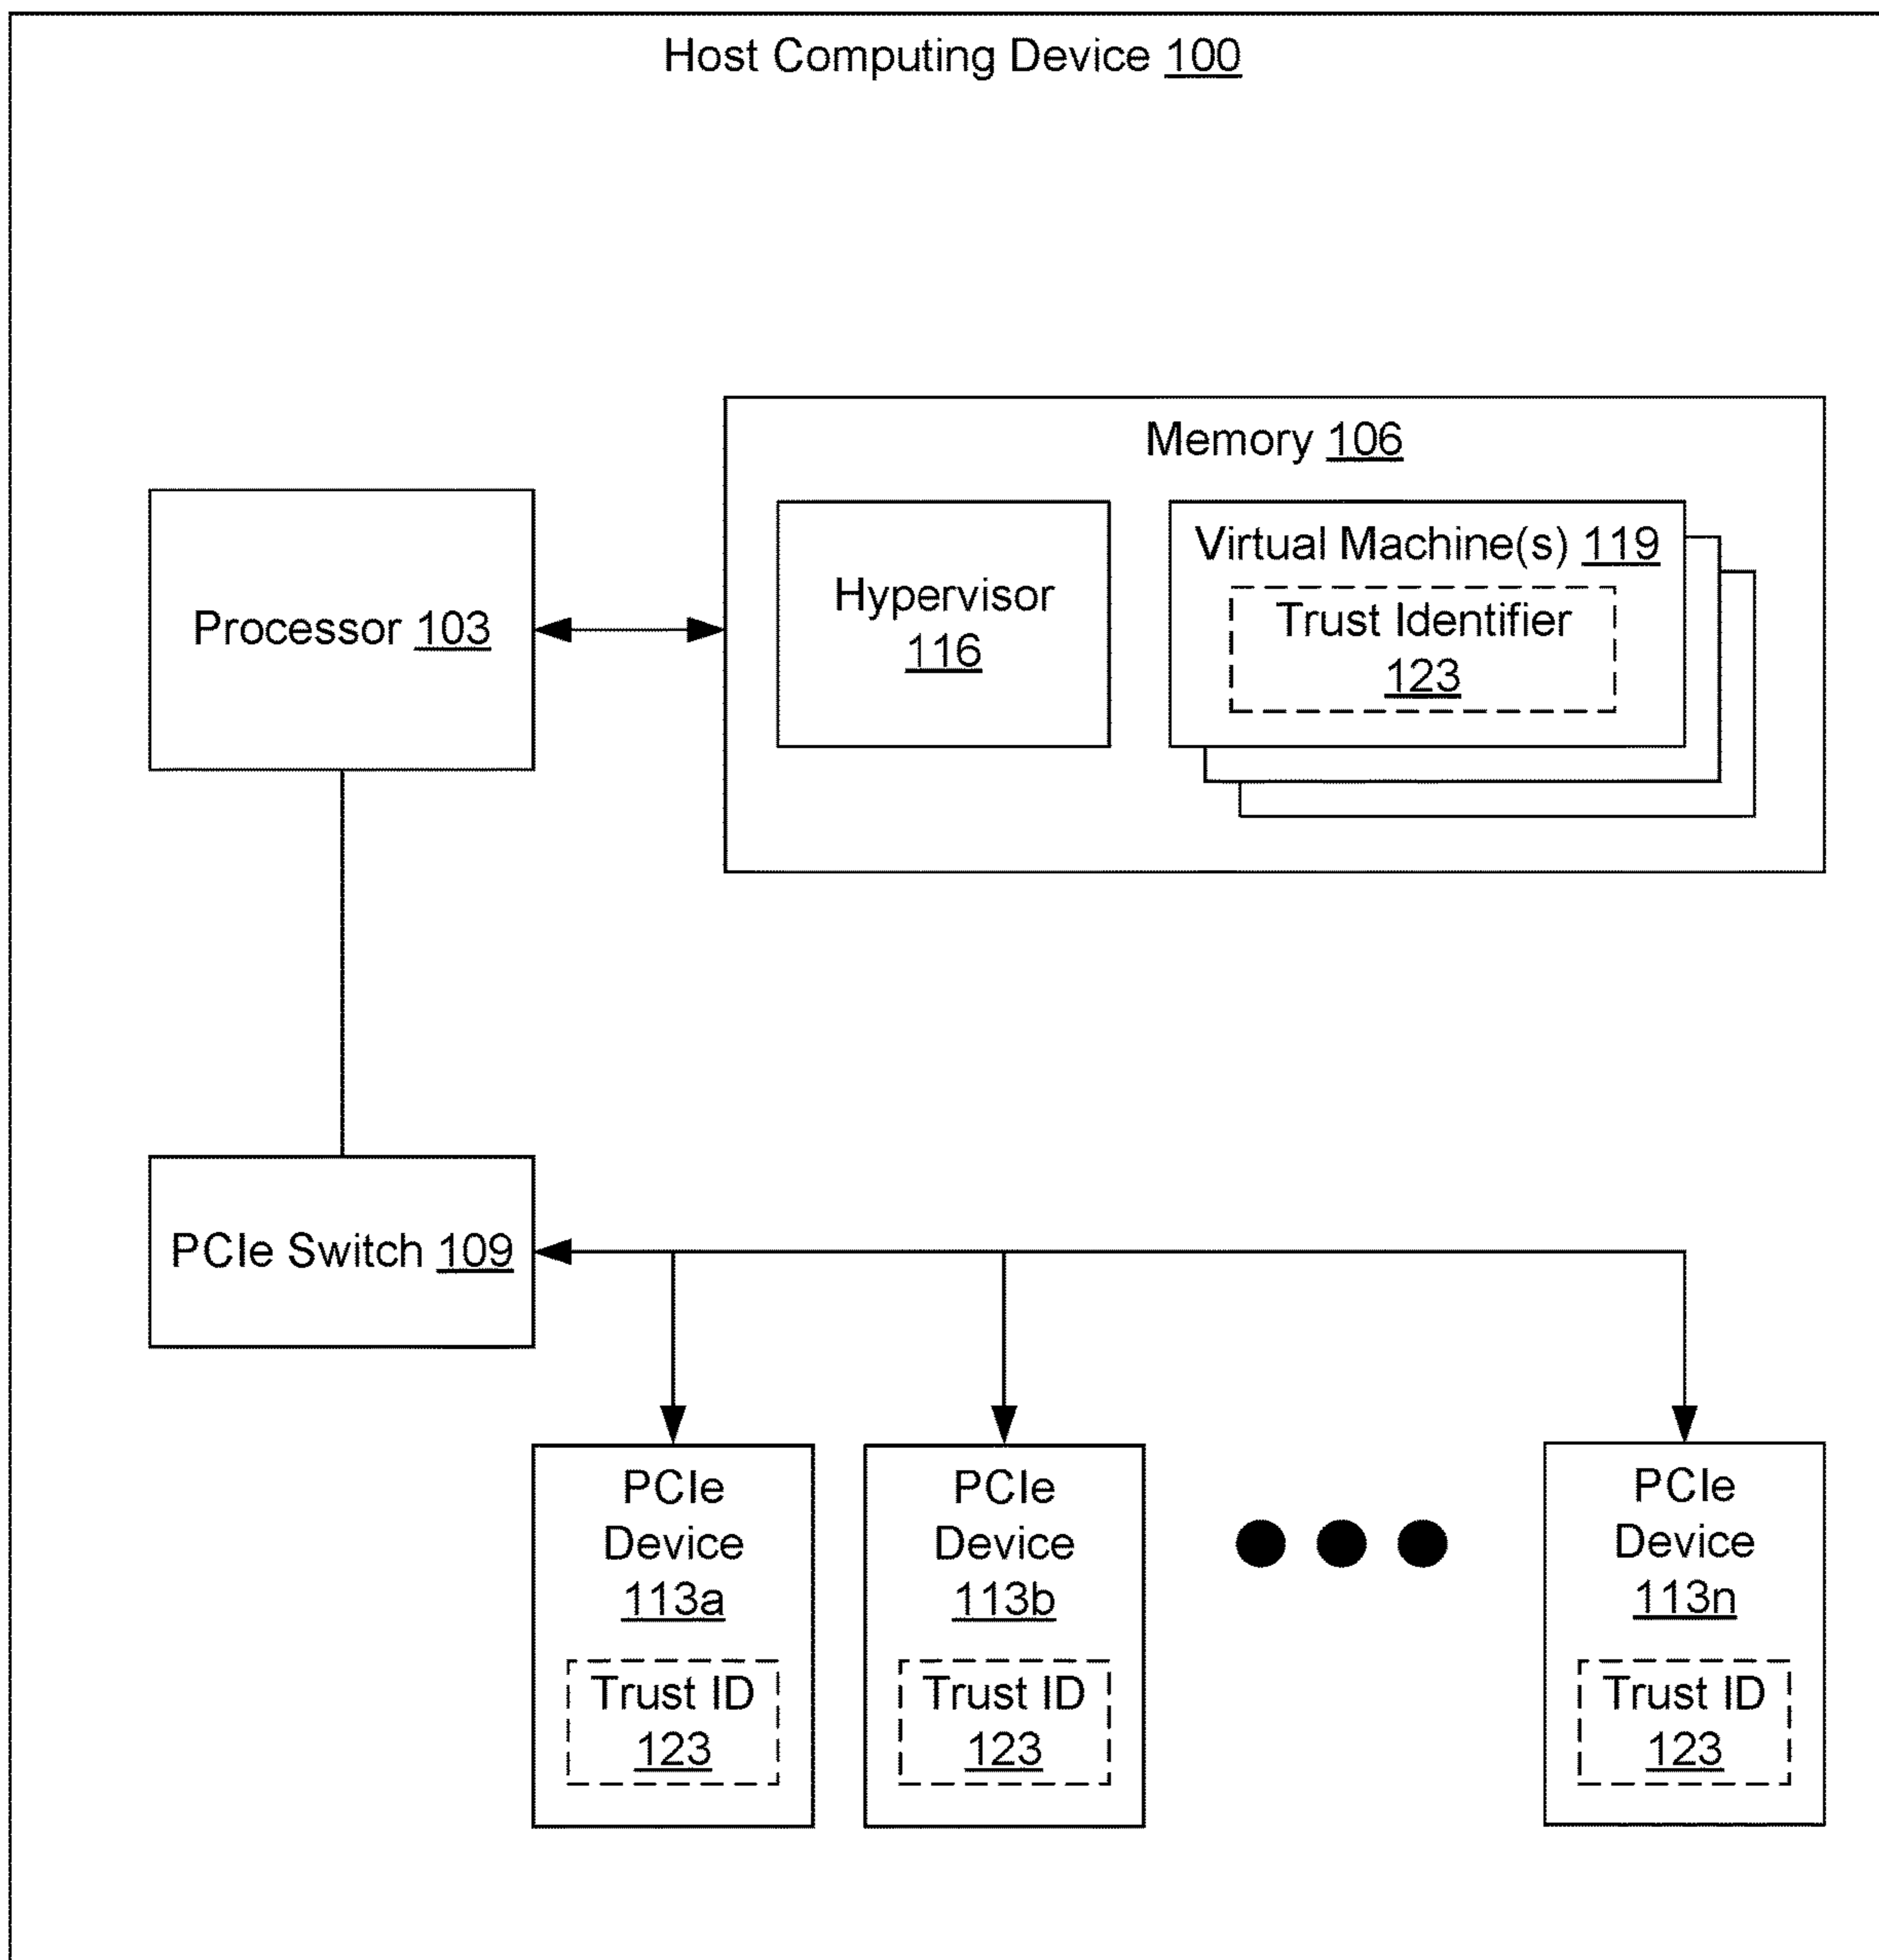 Host Computing Device 100
Memory 106
Processor 103
Hypervisor
116
Virtual Machine(s) 119
Trust Identifier
123
PCIe Switch 109
PCIe
Device
113a
Trust ID
123
PCIe
Device
113b
Trust ID
123
PCIe
Device
113n
Trust ID
123